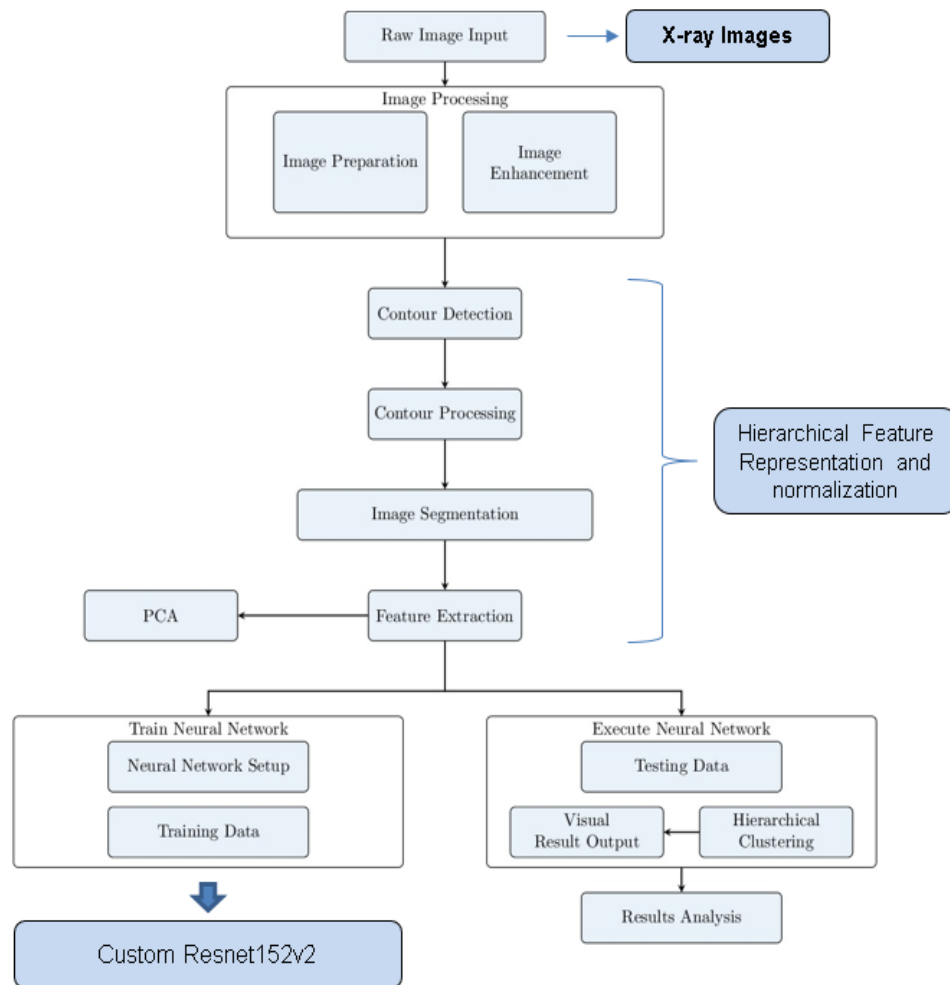 Raw Image Input
X-ray Images
Image Processing
Image Preparation
Image
Enhancement
Contour Detection
Contour Processing
Hierarchical Feature
Representation and
normalization
Image Segmentation
PCA
Feature Extraction
Train Neural Network
Neural Network Setup
Training Data
Execute Neural Network
Testing Data
Visual
Result Output
Hierarchical
Clustering
Results Analysis
Custom Resnet152v2